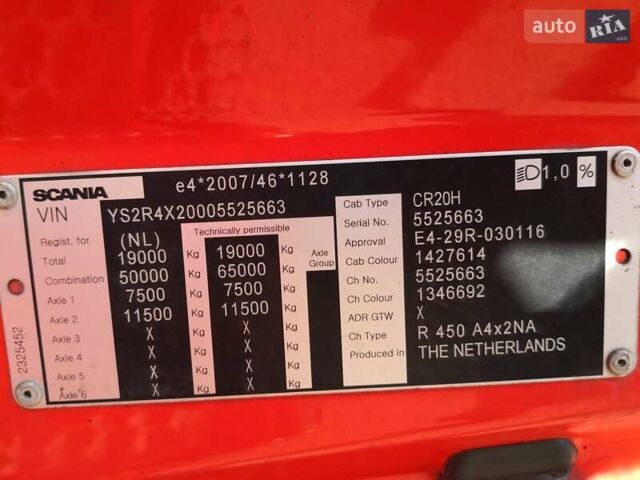 auto RIA.com
SCANIA e4*2007/46*1128 1,0 %
VIN YS2R4X20005525663
Technically permissible
Regist. for (NL)
Total 19000 Kg 19000 Kg Axle Group
Combination 50000 Kg 65000 Kg
Axle 1 7500 Kg 7500 Kg
Axle 2 11500 Kg 11500 Kg
Axle 3 X Kg X Kg
Axle 4 X Kg X Kg
Axle 5 X Kg X Kg
Axle 6 X Kg X Kg
Cab Type CR20H
Serial No. 5525663
Approval E4-29R-030116
Cab Colour 1427614
Ch No. 5525663
Ch Colour 1346692
ADR GTW X
Ch Type R 450 A4x2NA
Produced in THE NETHERLANDS
2325452